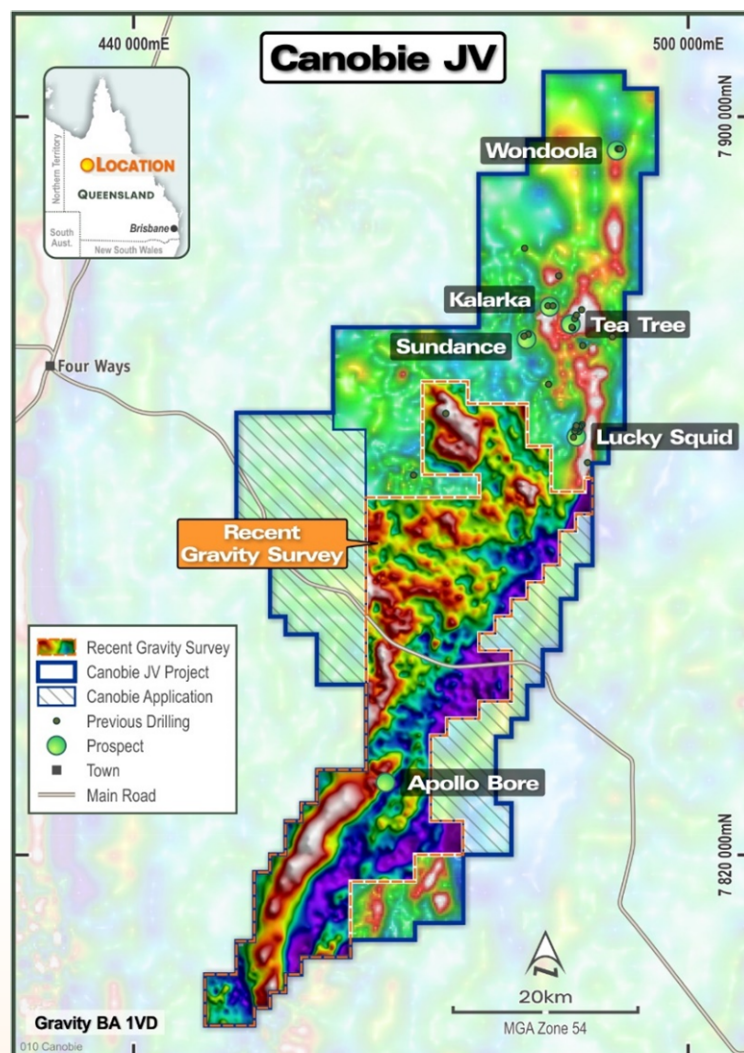 440 000mE
500 000mE
Canobie JV
7 900 000mN
LOCATION
Northern Territory
QUEENSLAND
Brisbane
South
Aust.
New South Wales
Wondoola
Kalarka
Tea Tree
Sundance
Four Ways
Lucky Squid
Recent
Gravity Survey
Recent Gravity Survey
Canobie JV Project
Canobie Application
Previous Drilling
Prospect
Town
Main Road
Apollo Bore
7 820 000mN
N
20km
MGA Zone 54
Gravity BA 1VD
010 Canobie